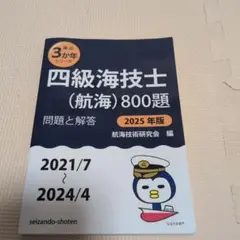 最近
3か年
シリーズ
四級海技士
（航海）800題
問題と解答
2025年版
航海技術研究会 編
2021/7
～
2024/4
seizando-shoten